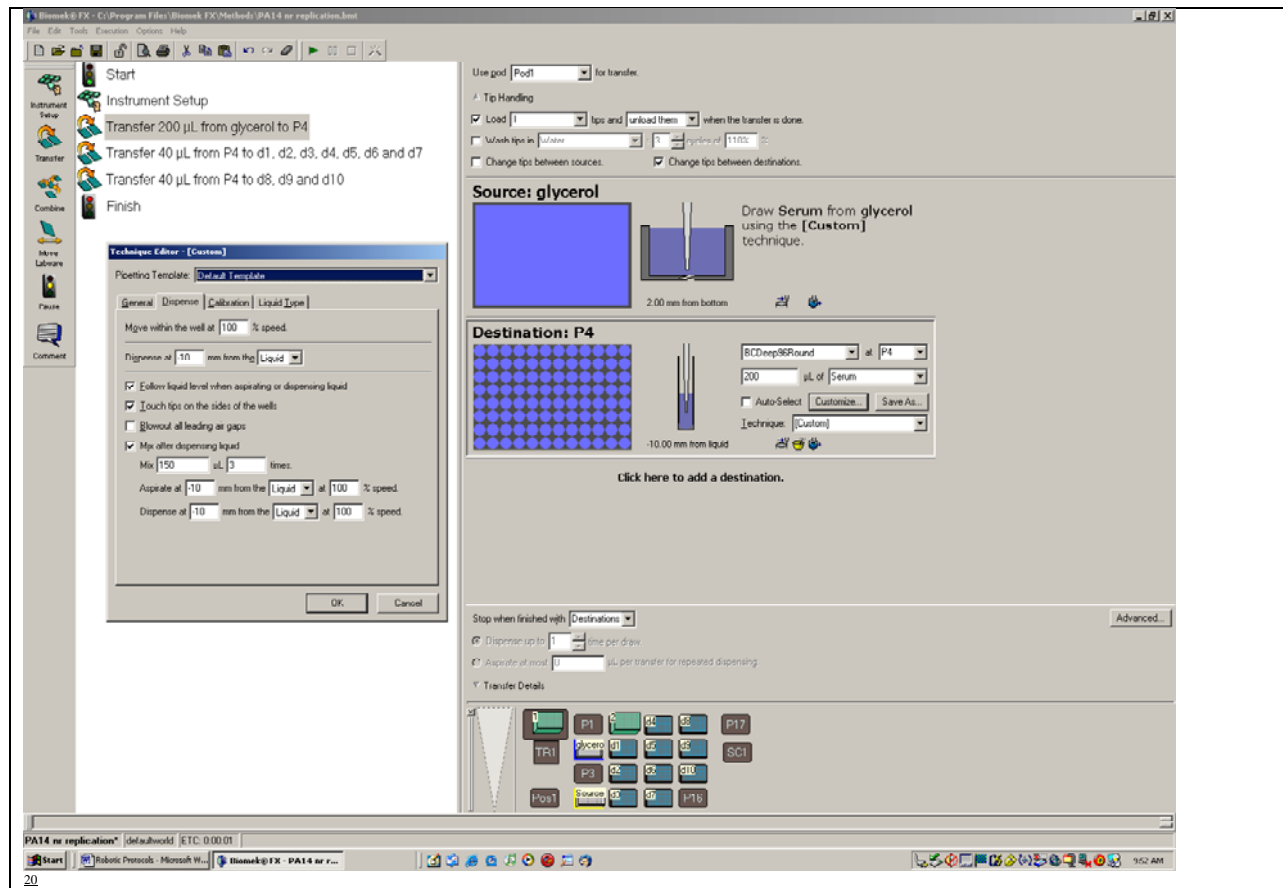 Biomek® FX - C:\Program Files\Biomek FX\Methods\PA14 nr replication.bmt
File Edit Tools Execution Options Help
Instrument
Setup
Transfer
Combine
Move
Labware
Pause
Comment
Start
Instrument Setup
Transfer 200 µL from glycerol to P4
Transfer 40 µL from P4 to d1, d2, d3, d4, d5, d6 and d7
Transfer 40 µL from P4 to d8, d9 and d10
Finish
Technique Editor - [Custom]
Pipetting Template: Default Template
General Dispense Calibration Liquid Type
Move within the well at 100 % speed.
Dispense at -10 mm from the Liquid
Follow liquid level when aspirating or dispensing liquid
Touch tips on the sides of the wells
Blowout all leading air gaps
Mix after dispensing liquid
Mix 150 µL 3 times.
Aspirate at -10 mm from the Liquid at 100 % speed.
Dispense at -10 mm from the Liquid at 100 % speed.
OK Cancel
Use pod Pod1 for transfer.
Tip Handling
Load tips and unload them when the transfer is done.
Wash tips in Water 3 cycles of 110% %
Change tips between sources. Change tips between destinations.
Source: glycerol
Draw Serum from glycerol
using the [Custom]
technique.
2.00 mm from bottom
Destination: P4
BCDeep96Round at P4
200 µL of Serum
Auto-Select Customize... Save As...
Technique: [Custom]
-10.00 mm from liquid
Click here to add a destination.
Stop when finished with Destinations
Advanced...
Dispense up to 1 time per draw.
Aspirate at most 0 µL per transfer for repeated dispensing.
Transfer Details
P1 P17
TR1 glycero d1 SC1
P3 d10
Pos1 Source P16
PA14 nr replication* defaultworld ETC: 0:00:01
Start Robotic Protocols - Microsoft W... Biomek® FX - PA14 nr r... 9:52 AM
20